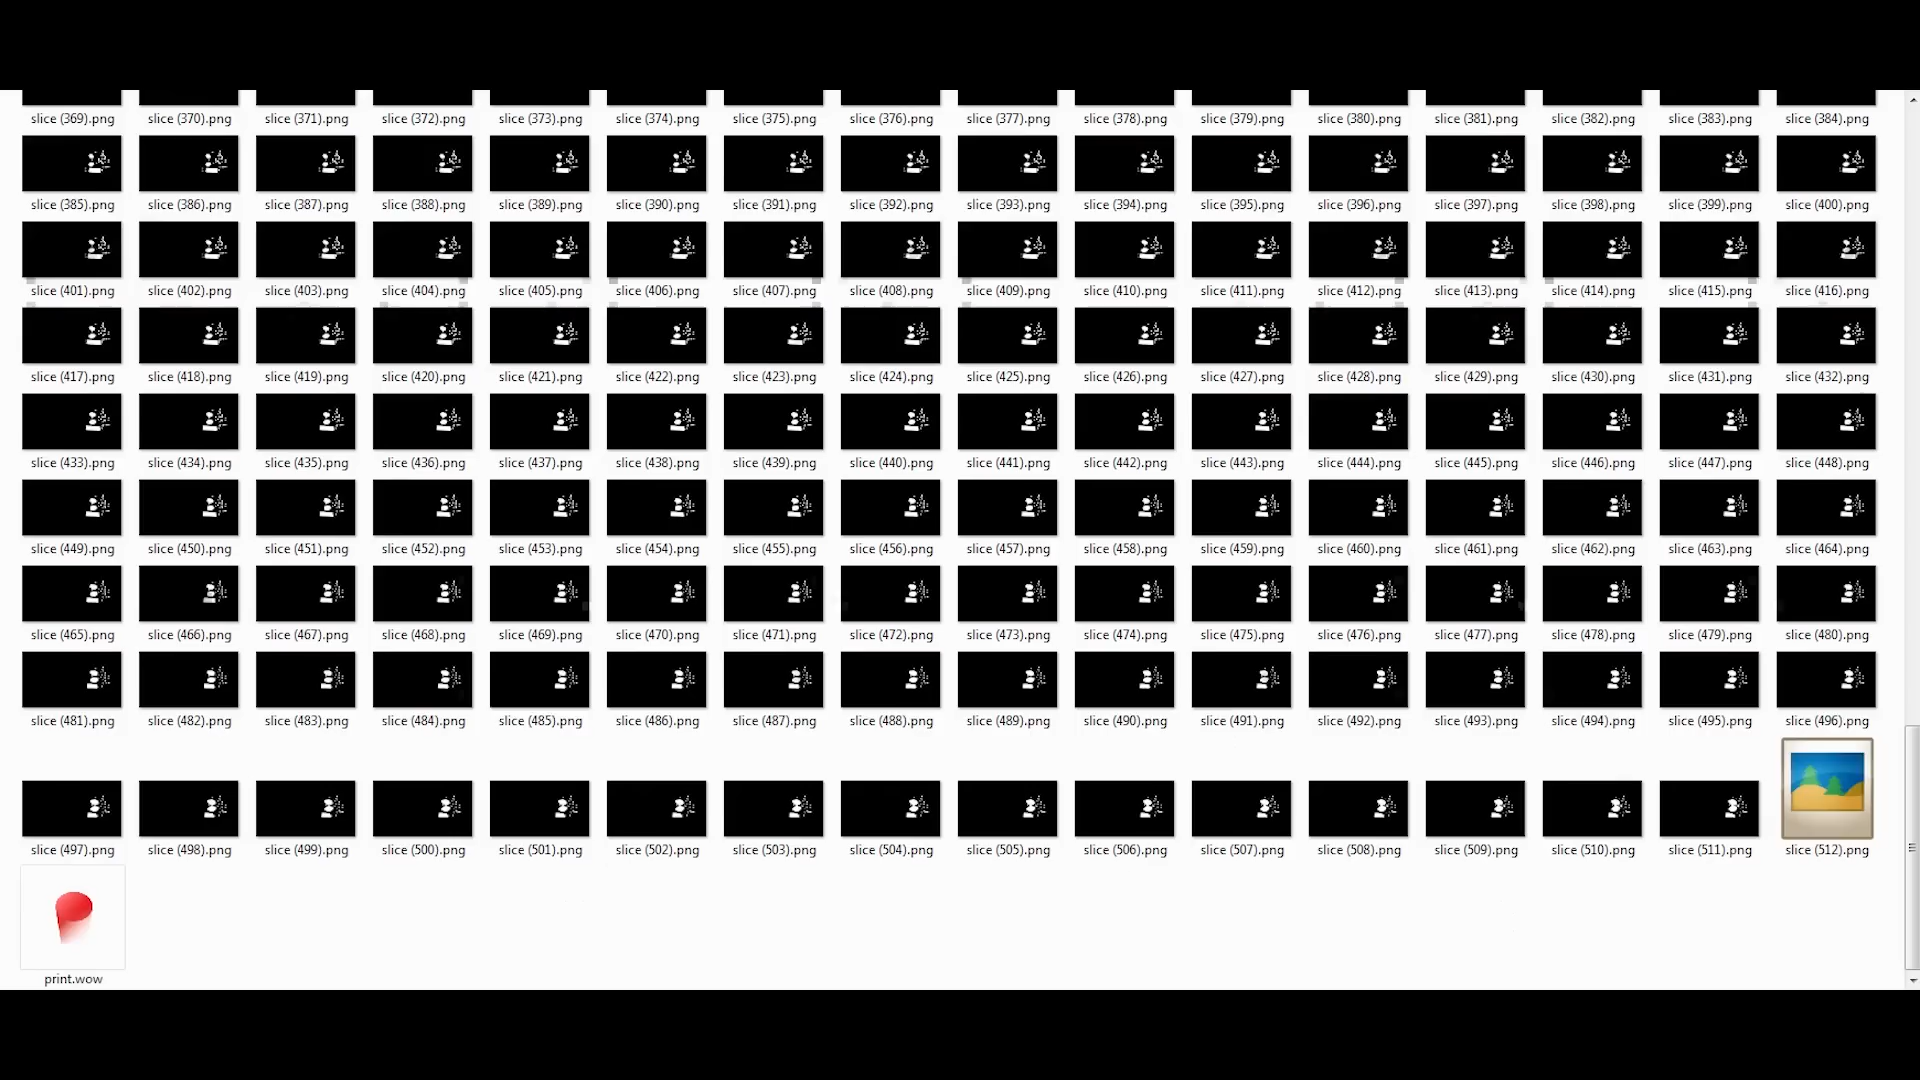 slice (369).png slice (370).png slice (371).png slice (372).png slice (373).png slice (374).png slice (375).png slice (376).png slice (377).png slice (378).png slice (379).png slice (380).png slice (381).png slice (382).png slice (383).png slice (384).png
slice (385).png slice (386).png slice (387).png slice (388).png slice (389).png slice (390).png slice (391).png slice (392).png slice (393).png slice (394).png slice (395).png slice (396).png slice (397).png slice (398).png slice (399).png slice (400).png
slice (401).png slice (402).png slice (403).png slice (404).png slice (405).png slice (406).png slice (407).png slice (408).png slice (409).png slice (410).png slice (411).png slice (412).png slice (413).png slice (414).png slice (415).png slice (416).png
slice (417).png slice (418).png slice (419).png slice (420).png slice (421).png slice (422).png slice (423).png slice (424).png slice (425).png slice (426).png slice (427).png slice (428).png slice (429).png slice (430).png slice (431).png slice (432).png
slice (433).png slice (434).png slice (435).png slice (436).png slice (437).png slice (438).png slice (439).png slice (440).png slice (441).png slice (442).png slice (443).png slice (444).png slice (445).png slice (446).png slice (447).png slice (448).png
slice (449).png slice (450).png slice (451).png slice (452).png slice (453).png slice (454).png slice (455).png slice (456).png slice (457).png slice (458).png slice (459).png slice (460).png slice (461).png slice (462).png slice (463).png slice (464).png
slice (465).png slice (466).png slice (467).png slice (468).png slice (469).png slice (470).png slice (471).png slice (472).png slice (473).png slice (474).png slice (475).png slice (476).png slice (477).png slice (478).png slice (479).png slice (480).png
slice (481).png slice (482).png slice (483).png slice (484).png slice (485).png slice (486).png slice (487).png slice (488).png slice (489).png slice (490).png slice (491).png slice (492).png slice (493).png slice (494).png slice (495).png slice (496).png
slice (497).png slice (498).png slice (499).png slice (500).png slice (501).png slice (502).png slice (503).png slice (504).png slice (505).png slice (506).png slice (507).png slice (508).png slice (509).png slice (510).png slice (511).png slice (512).png
print.wow